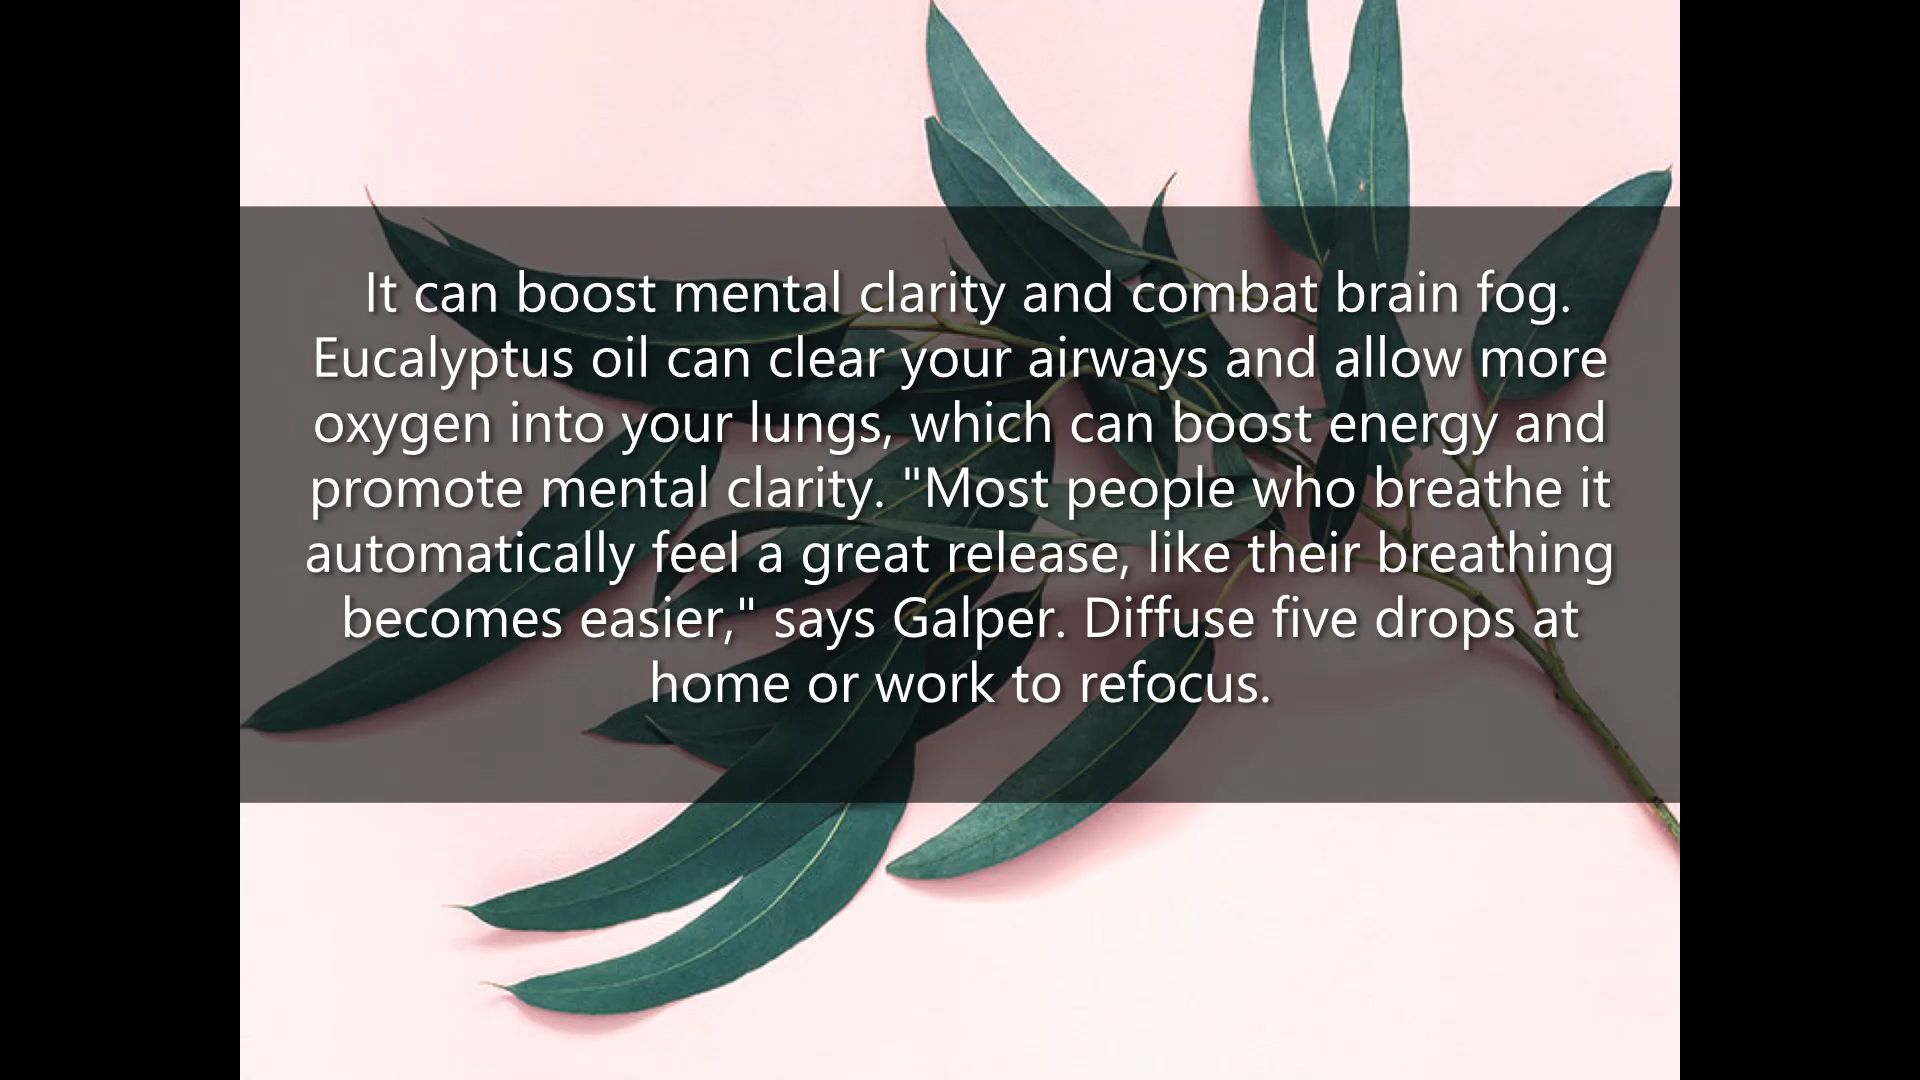 It can boost mental clarity and combat brain fog.
Eucalyptus oil can clear your airways and allow more
oxygen into your lungs, which can boost energy and
promote mental clarity. "Most people who breathe it
automatically feel a great release, like their breathing
becomes easier," says Galper. Diffuse five drops at
home or work to refocus.